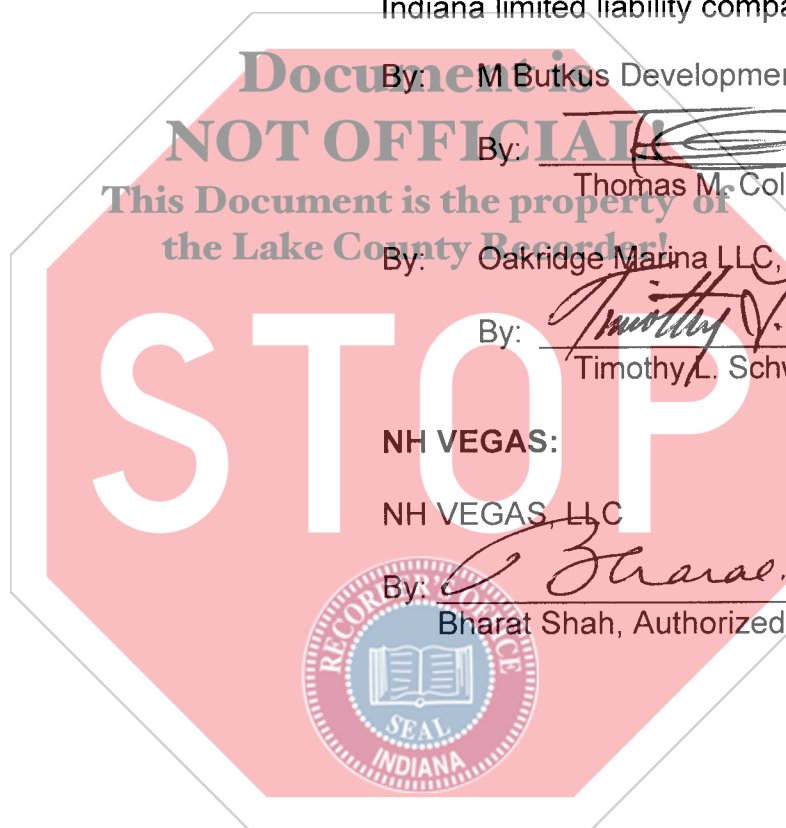 Indiana limited liability compa
Document is
By: M Butkus Developmen
NOT OFFICIAL!
By:
Thomas M. Col
This Document is the property of
the Lake County Recorder!
By: Oakridge Marina LLC,
By: Timothy
Timothy L. Schw
STOP
NH VEGAS:
NH VEGAS, LLC
By:
Bharat Shah, Authorized
RECORDER'S OFFICE
SEAL
INDIANA